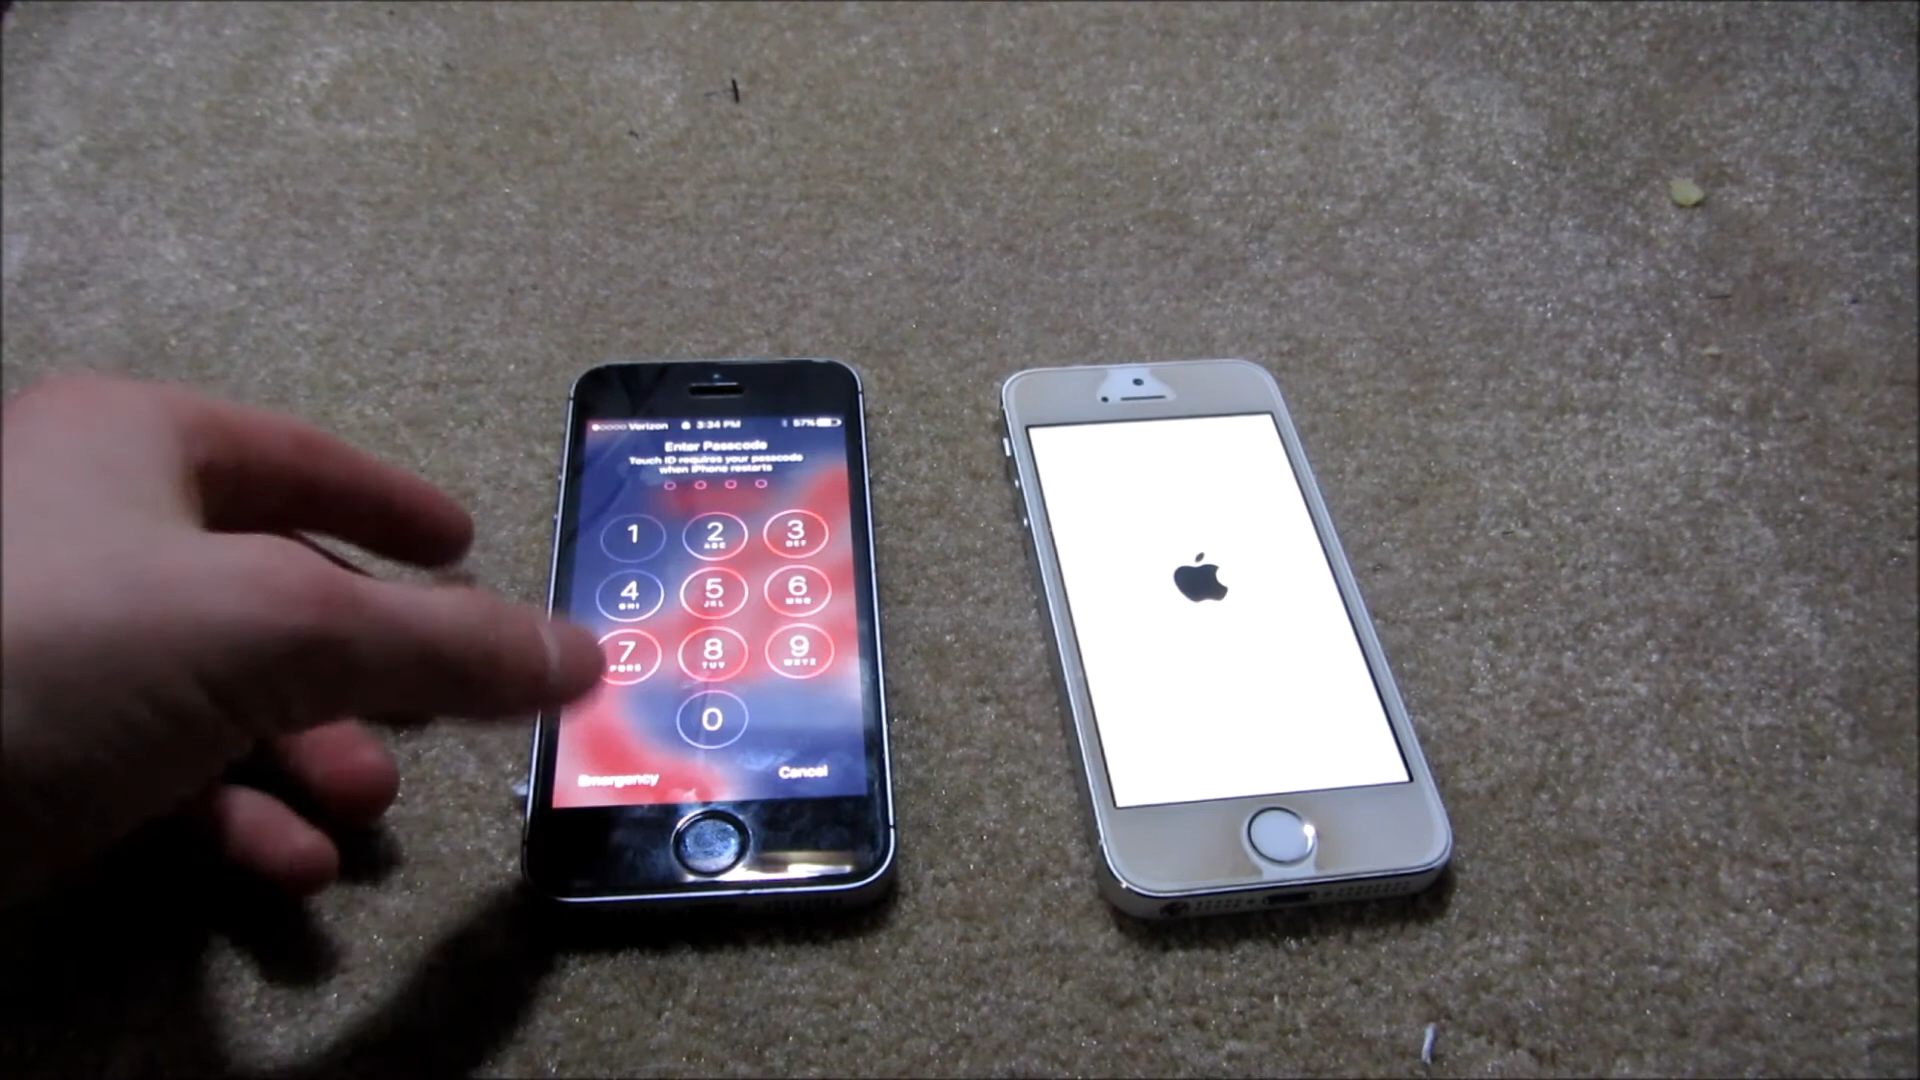 Verizon 3:34 PM 57%
Enter Passcode
Touch ID requires your passcode
when iPhone restarts
1 2 3
ABC DEF
4 5 6
GHI JKL MNO
7 8 9
PQRS TUV WXYZ
0
Emergency Cancel